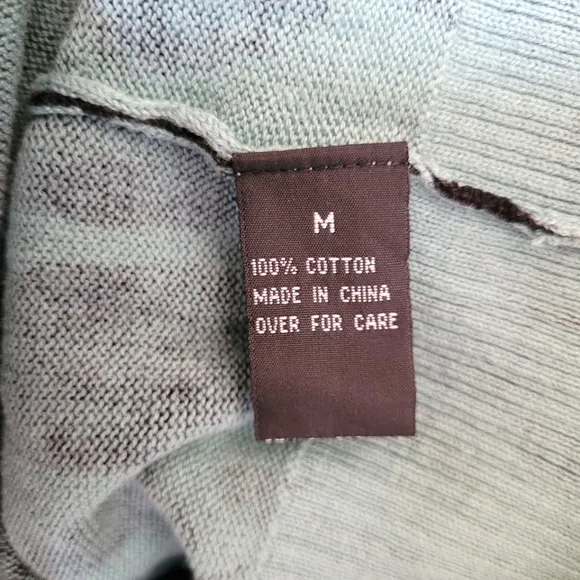 M
100% COTTON
MADE IN CHINA
OVER FOR CARE